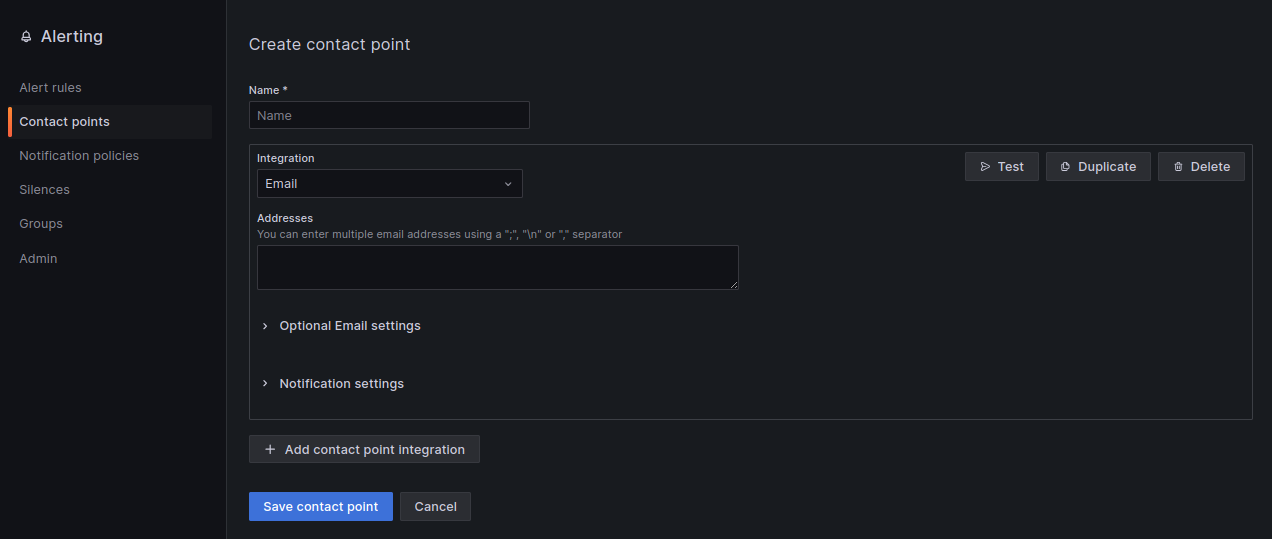 Alerting
Alert rules
Contact points
Notification policies
Silences
Groups
Admin
Create contact point
Name *
Name
Integration
Email
Test
Duplicate
Delete
Addresses
You can enter multiple email addresses using a ";", "\n" or "," separator
Optional Email settings
Notification settings
Add contact point integration
Save contact point
Cancel